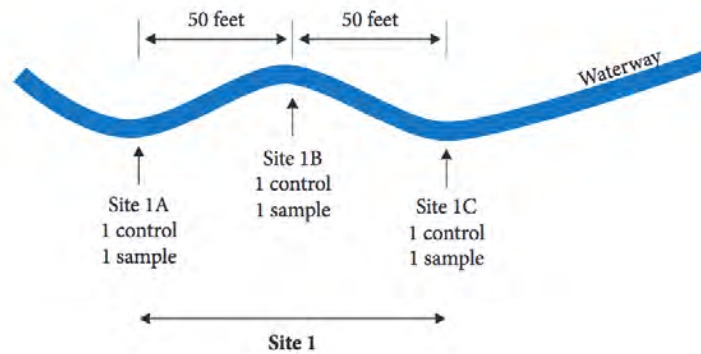 50 feet
50 feet
Waterway
Site 1A
1 control
1 sample
Site 1B
1 control
1 sample
Site 1C
1 control
1 sample
Site 1